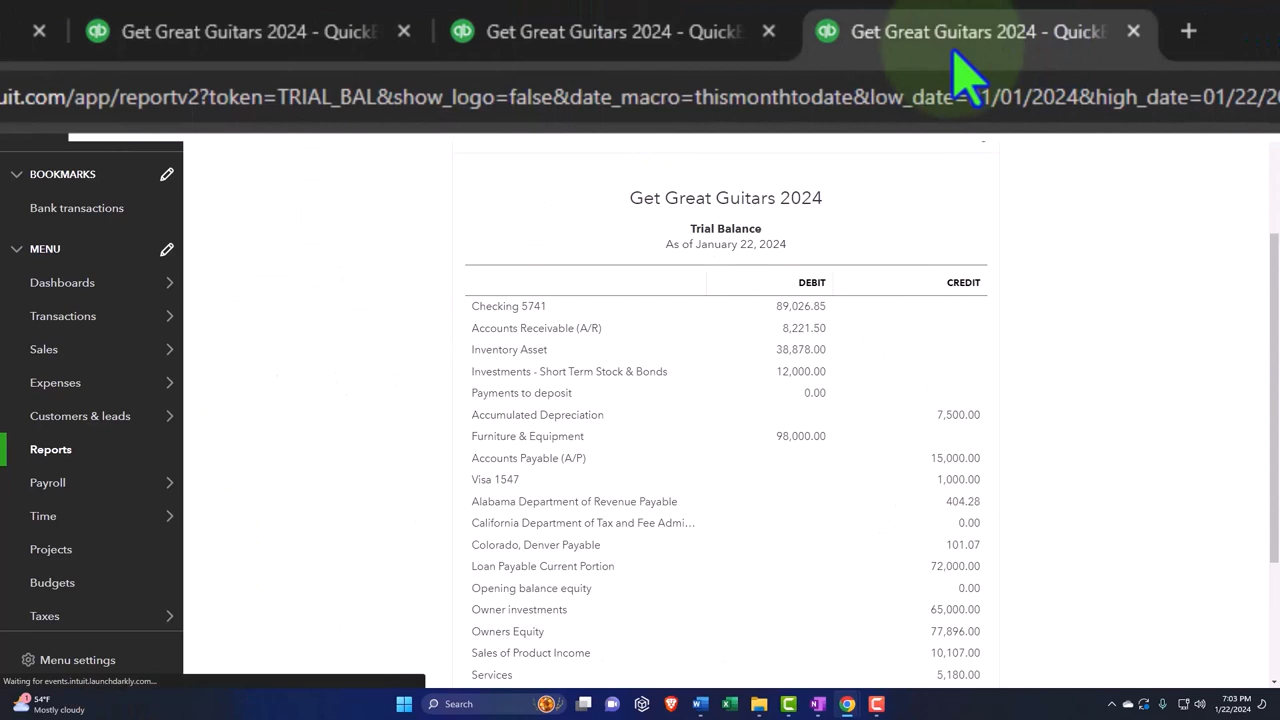 Get Great Guitars 2024 - QuickB
Get Great Guitars 2024 - QuickB
Get Great Guitars 2024 - QuickB
uit.com/app/reportv2?token=TRIAL_BAL&show_logo=false&date_macro=thismonthtodate&low_date=01/01/2024&high_date=01/22/20
BOOKMARKS
Bank transactions
MENU
Dashboards
Transactions
Sales
Expenses
Customers & leads
Reports
Payroll
Time
Projects
Budgets
Taxes
Menu settings
Get Great Guitars 2024
Trial Balance
As of January 22, 2024
DEBIT CREDIT
Checking 5741 89,026.85
Accounts Receivable (A/R) 8,221.50
Inventory Asset 38,878.00
Investments - Short Term Stock & Bonds 12,000.00
Payments to deposit 0.00
Accumulated Depreciation 7,500.00
Furniture & Equipment 98,000.00
Accounts Payable (A/P) 15,000.00
Visa 1547 1,000.00
Alabama Department of Revenue Payable 404.28
California Department of Tax and Fee Admi... 0.00
Colorado, Denver Payable 101.07
Loan Payable Current Portion 72,000.00
Opening balance equity 0.00
Owner investments 65,000.00
Owners Equity 77,896.00
Sales of Product Income 10,107.00
Services 5,180.00
Waiting for events.intuit.launchdarkly.com...
54°F
Mostly cloudy
Search
7:03 PM
1/22/2024